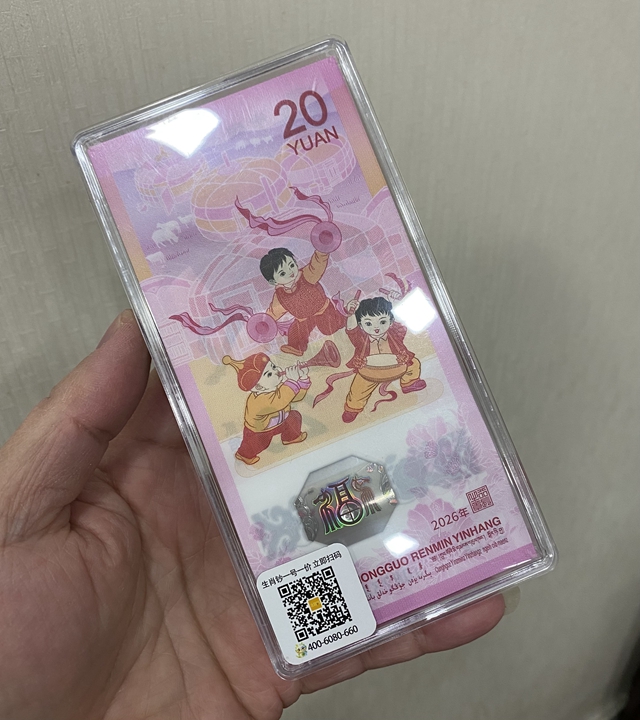 20
YUAN
2026年
ONGGUO RENMIN YINHANG
生肖钞一号一价 立即扫码
400-6080-660